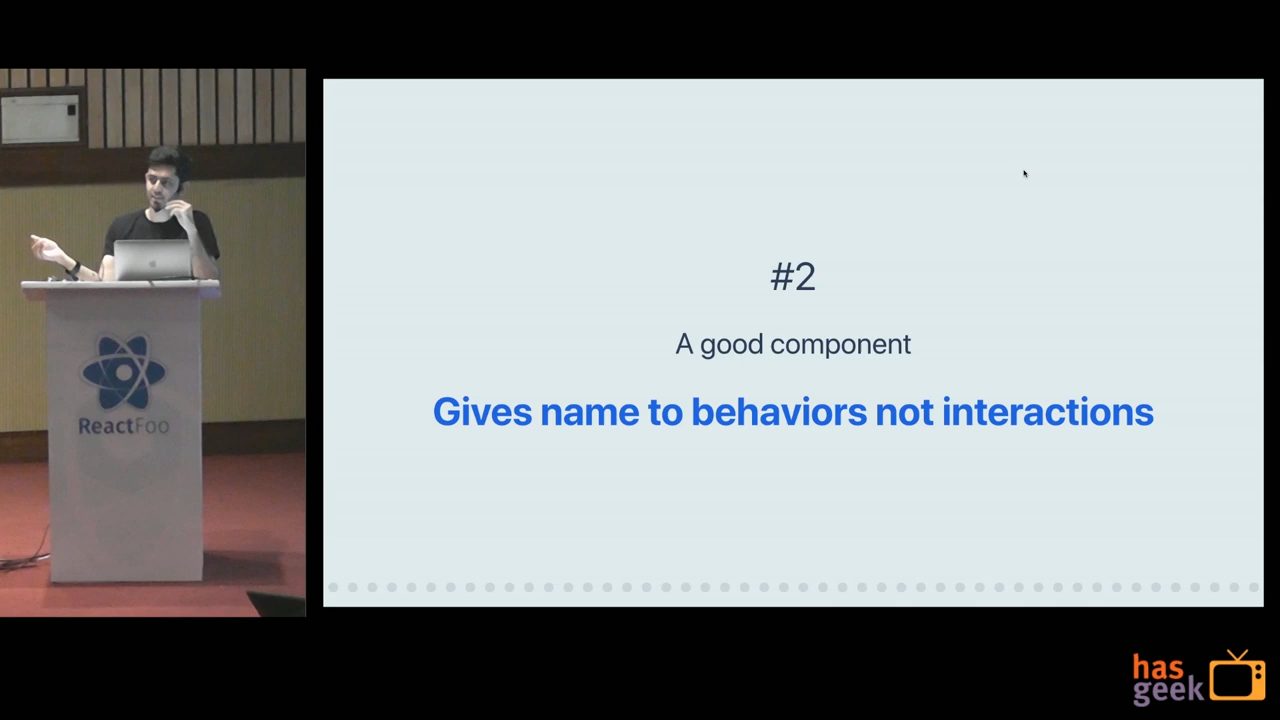 #2
A good component
Gives name to behaviors not interactions
ReactFoo
has
geek